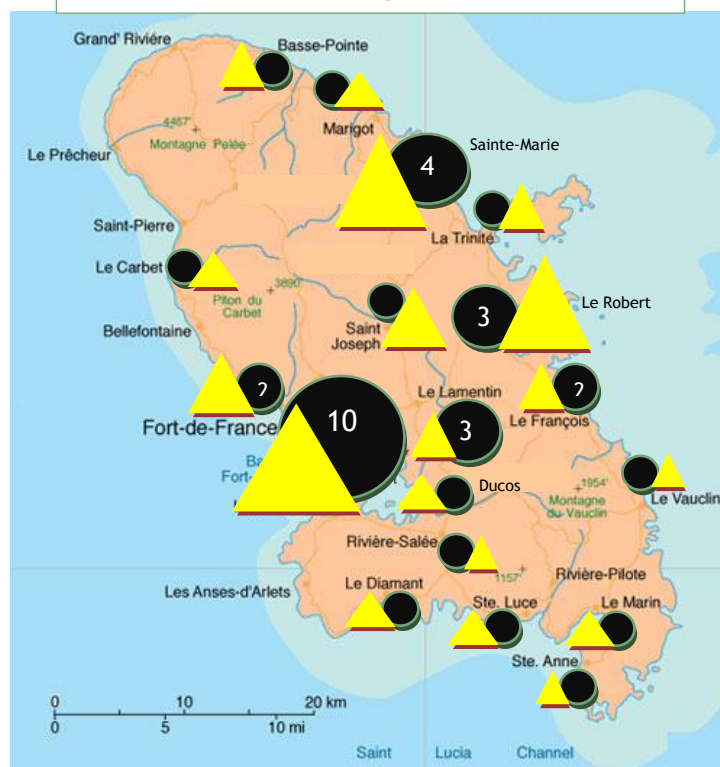 Grand' Riviére
Basse-Pointe
4467'
Montagne Pelée
Marigot
Le Prêcheur
4
Sainte-Marie
Saint-Pierre
La Trinité
Le Carbet
3890'
Piton du
Carbet
Saint
Joseph
3
Le Robert
Bellefontaine
?
Le Lamentin
?
Le François
Fort-de-France
10
3
Ba
Fort-
Ducos
1954'
Montagne
du Vauclin
Le Vauclin
Rivière-Salée
1157'
Rivière-Pilote
Les Anses-d'Arlets
Le Diamant
Ste. Luce
Le Marin
Ste. Anne
0 10 20 km
0 5 10 mi
Saint Lucia Channel